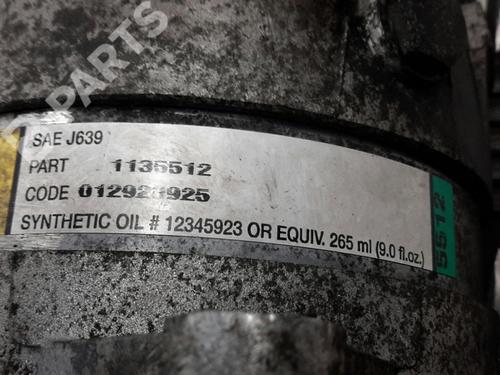 PARTS
SAE J639
PART 1135512
CODE
SYNTHETIC OIL # 12345923 OR EQUIV. 265 ml (9.0 fl.oz.)
5512